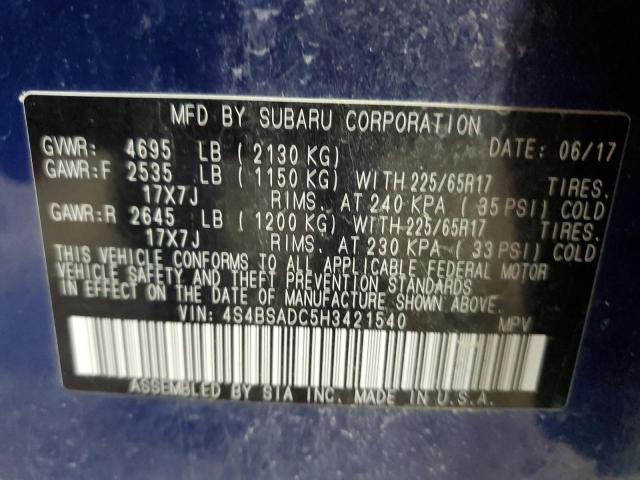 MFD BY SUBARU CORPORATION
GVWR: 4695 LB ( 2130 KG) DATE: 06/17
GAWR:F 2535 LB ( 1150 KG) WITH 225/65R17 TIRES.
17X7J RIMS. AT 240 KPA ( 35 PSI) COLD
GAWR:R 2645 LB ( 1200 KG) WITH 225/65R17 TIRES.
17X7J RIMS. AT 230 KPA ( 33 PSI) COLD
THIS VEHICLE CONFORMS TO ALL APPLICABLE FEDERAL MOTOR
VEHICLE SAFETY AND THEFT PREVENTION STANDARDS
IN EFFECT ON THE DATE OF MANUFACTURE SHOWN ABOVE.
VIN: 4S4BSADC5H3421540 MPV
ASSEMBLED BY SIA INC. MADE IN U.S.A.